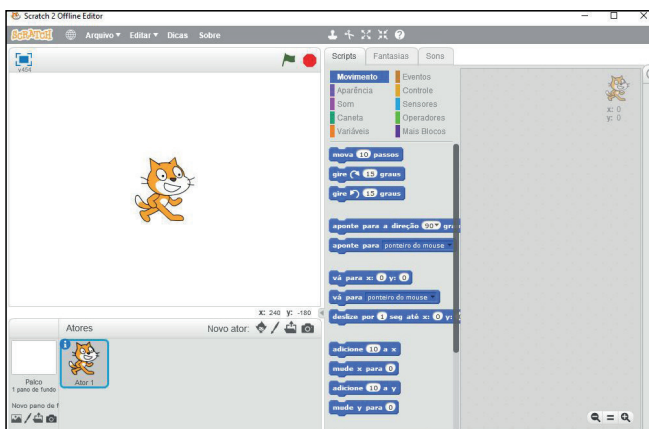 Scratch 2 Offline Editor
SCRATCH Arquivo Editar Dicas Sobre
v454
Scripts Fantasias Sons
Movimento Eventos
Aparência Controle
Som Sensores
Caneta Operadores
Variáveis Mais Blocos
x: 0
y: 0
mova 10 passos
gire 15 graus
gire 15 graus
aponte para a direção 90
aponte para ponteiro do mouse
vá para x: 0 y: 0
vá para ponteiro do mouse
deslize por 1 seg até x: 0 y:
adicione 10 a x
mude x para 0
adicione 10 a y
mude y para 0
x: 240 y: -180
Atores Novo ator:
Palco
1 pano de fundo
Ator 1
Novo pano de